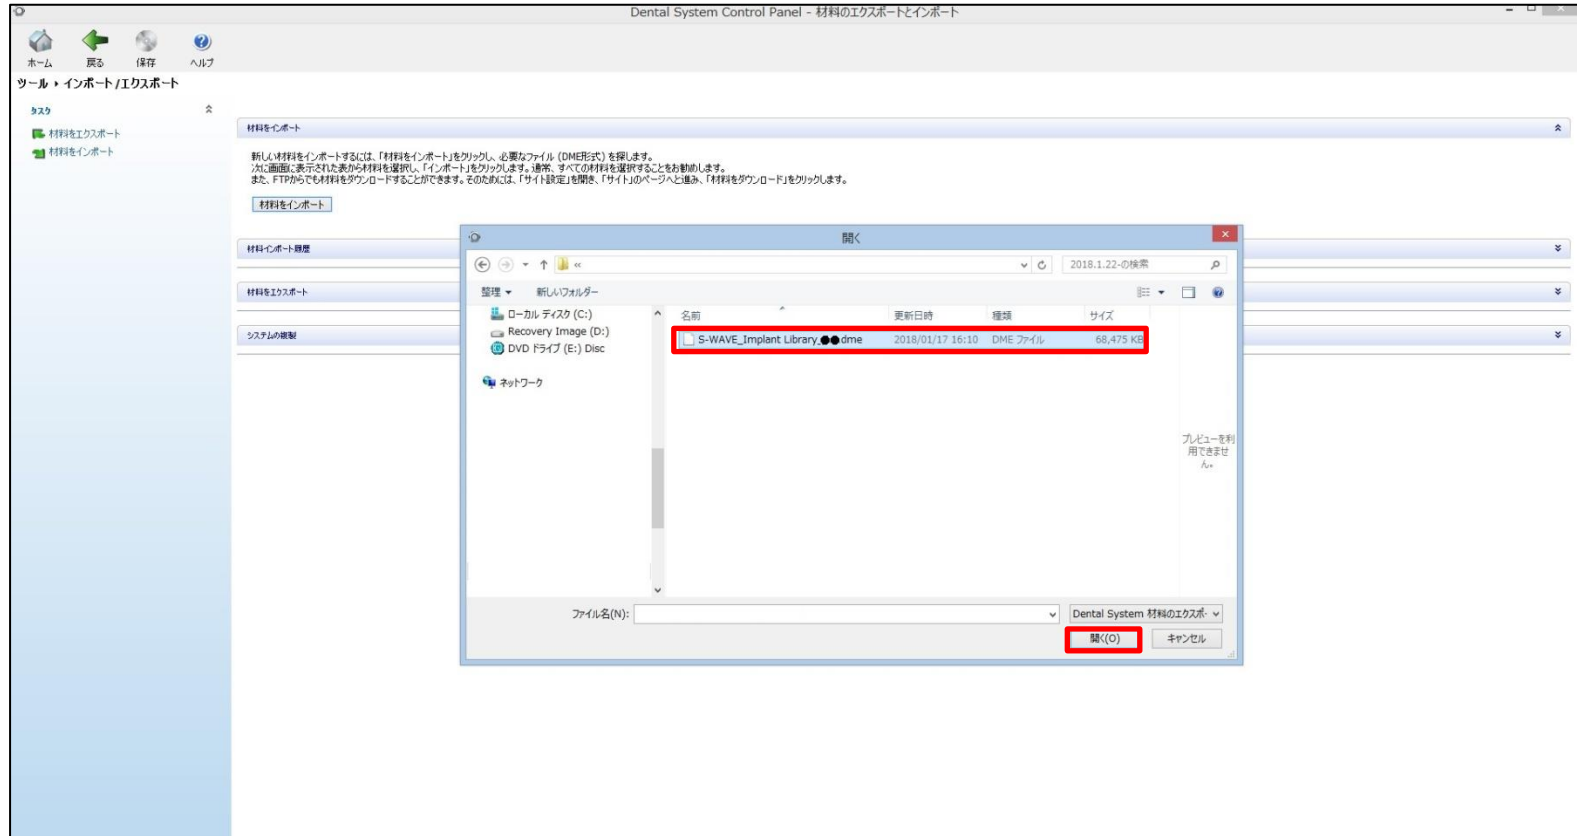 Dental System Control Panel - 材料のエクスポートとインポート
ホーム 戻る 保存 ヘルプ
ツール ▸ インポート/エクスポート
タスク
材料をエクスポート
材料をインポート
材料をインポート
新しい材料をインポートするには、「材料をインポート」をクリックし、必要なファイル (DME形式) を探します。
次に画面に表示された表から材料を選択し、「インポート」をクリックします。通常、すべての材料を選択することをお勧めします。
また、FTPからでも材料をダウンロードすることができます。そのためには、「サイト設定」を開き、「サイト」のページへと進み、「材料をダウンロード」をクリックします。
材料をインポート
材料インポート履歴
材料をエクスポート
システムの複製
開く
«
2018.1.22-の検索
整理 新しいフォルダー
ローカル ディスク (C:)
Recovery Image (D:)
DVD ドライブ (E:) Disc
ネットワーク
名前 更新日時 種類 サイズ
S-WAVE_Implant Library_●●dme 2018/01/17 16:10 DME ファイル 68,475 KB
プレビューを利
用できませ
ん。
ファイル名(N):
Dental System 材料のエクスポ
開く(O) キャンセル